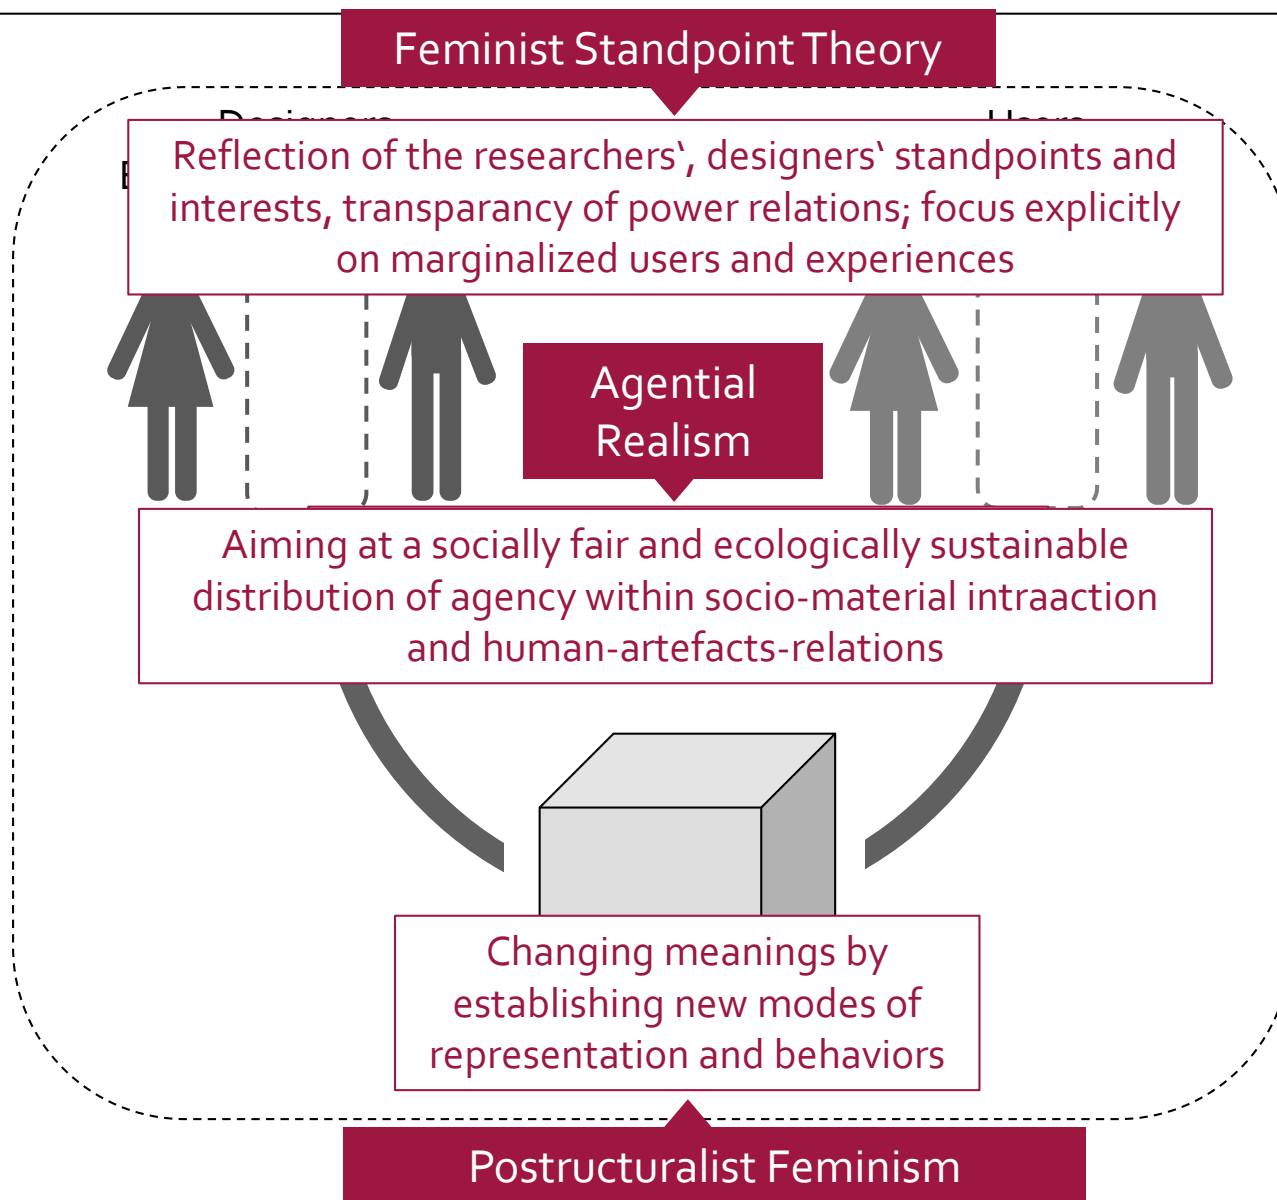 Feminist Standpoint Theory
Designers
Users
Reflection of the researchers‘, designers‘ standpoints and
interests, transparancy of power relations; focus explicitly
on marginalized users and experiences
Agential
Realism
Aiming at a socially fair and ecologically sustainable
distribution of agency within socio-material intraaction
and human-artefacts-relations
Changing meanings by
establishing new modes of
representation and behaviors
Postructuralist Feminism